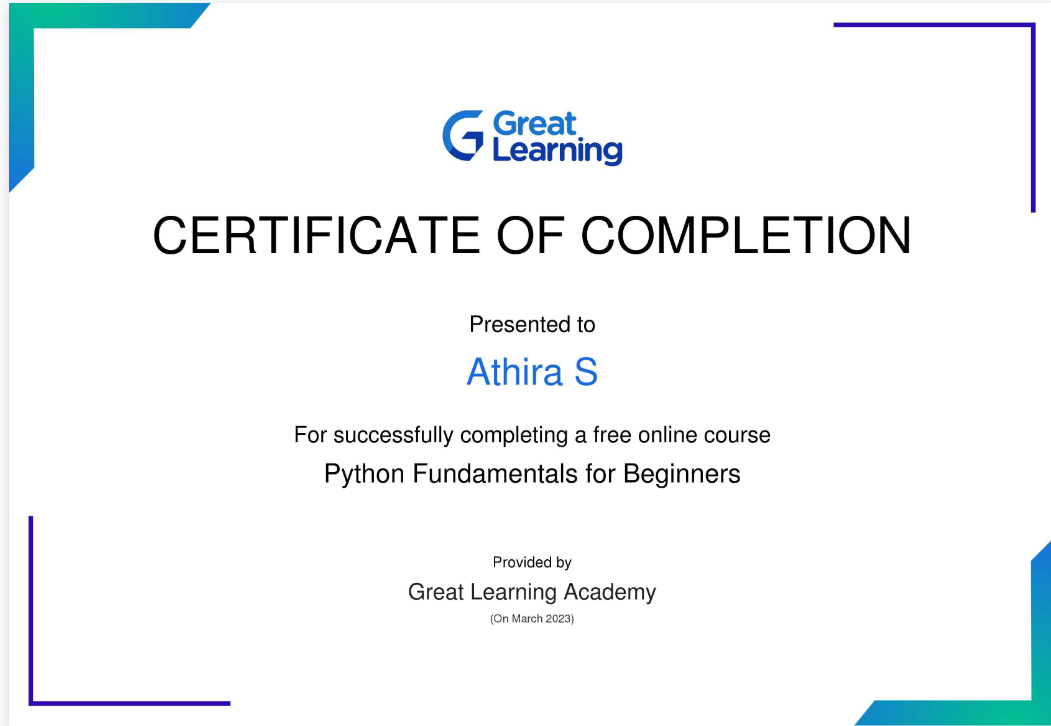 Great
Learning
CERTIFICATE OF COMPLETION
Presented to
Athira S
For successfully completing a free online course
Python Fundamentals for Beginners
Provided by
Great Learning Academy
(On March 2023)